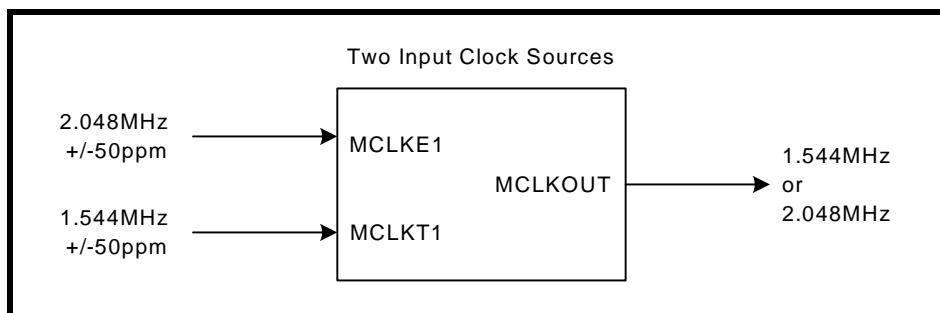 Two Input Clock Sources
2.048MHz
+/-50ppm
MCLKE1
1.544MHz
+/-50ppm
MCLKT1
MCLKOUT
1.544MHz
or
2.048MHz